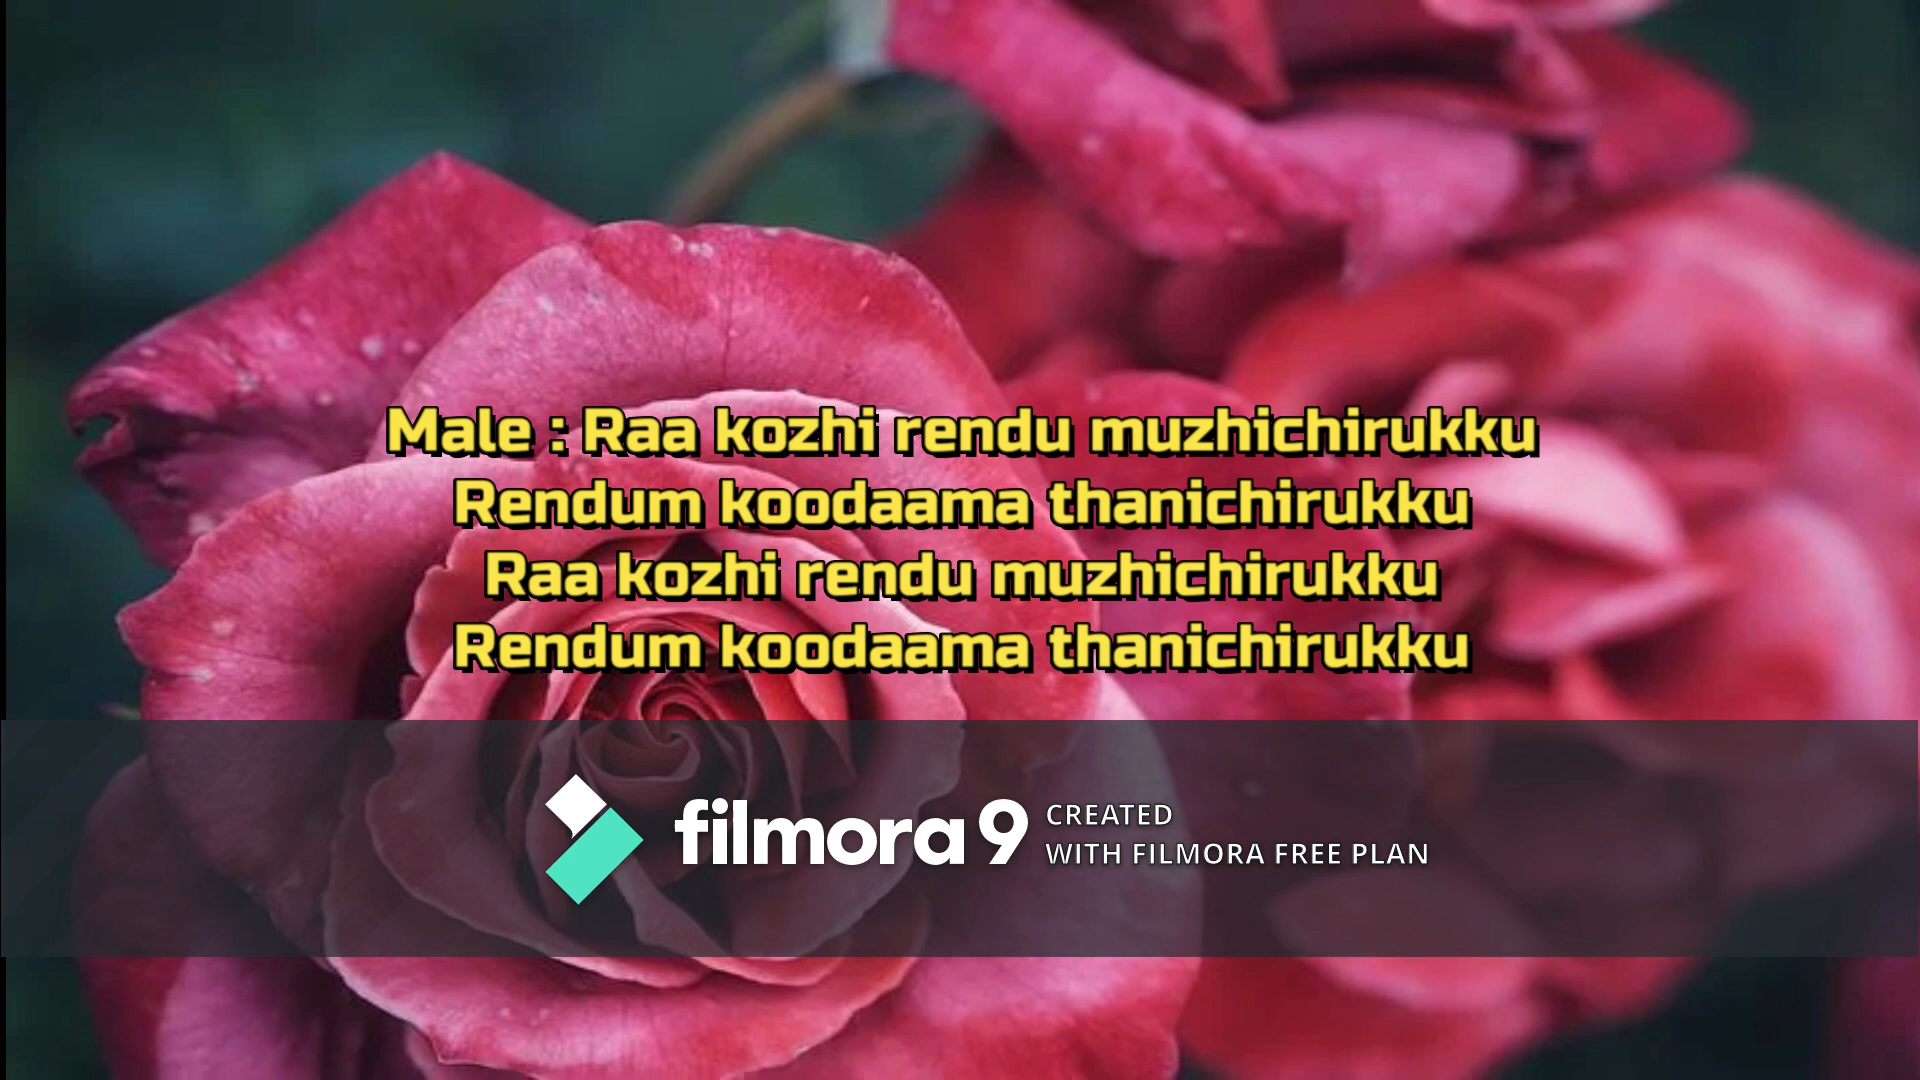 Male : Raa kozhi rendu muzhichirukku
Rendum koodaama thanichirukku
Raa kozhi rendu muzhichirukku
Rendum koodaama thanichirukku
filmora 9 CREATED
WITH FILMORA FREE PLAN